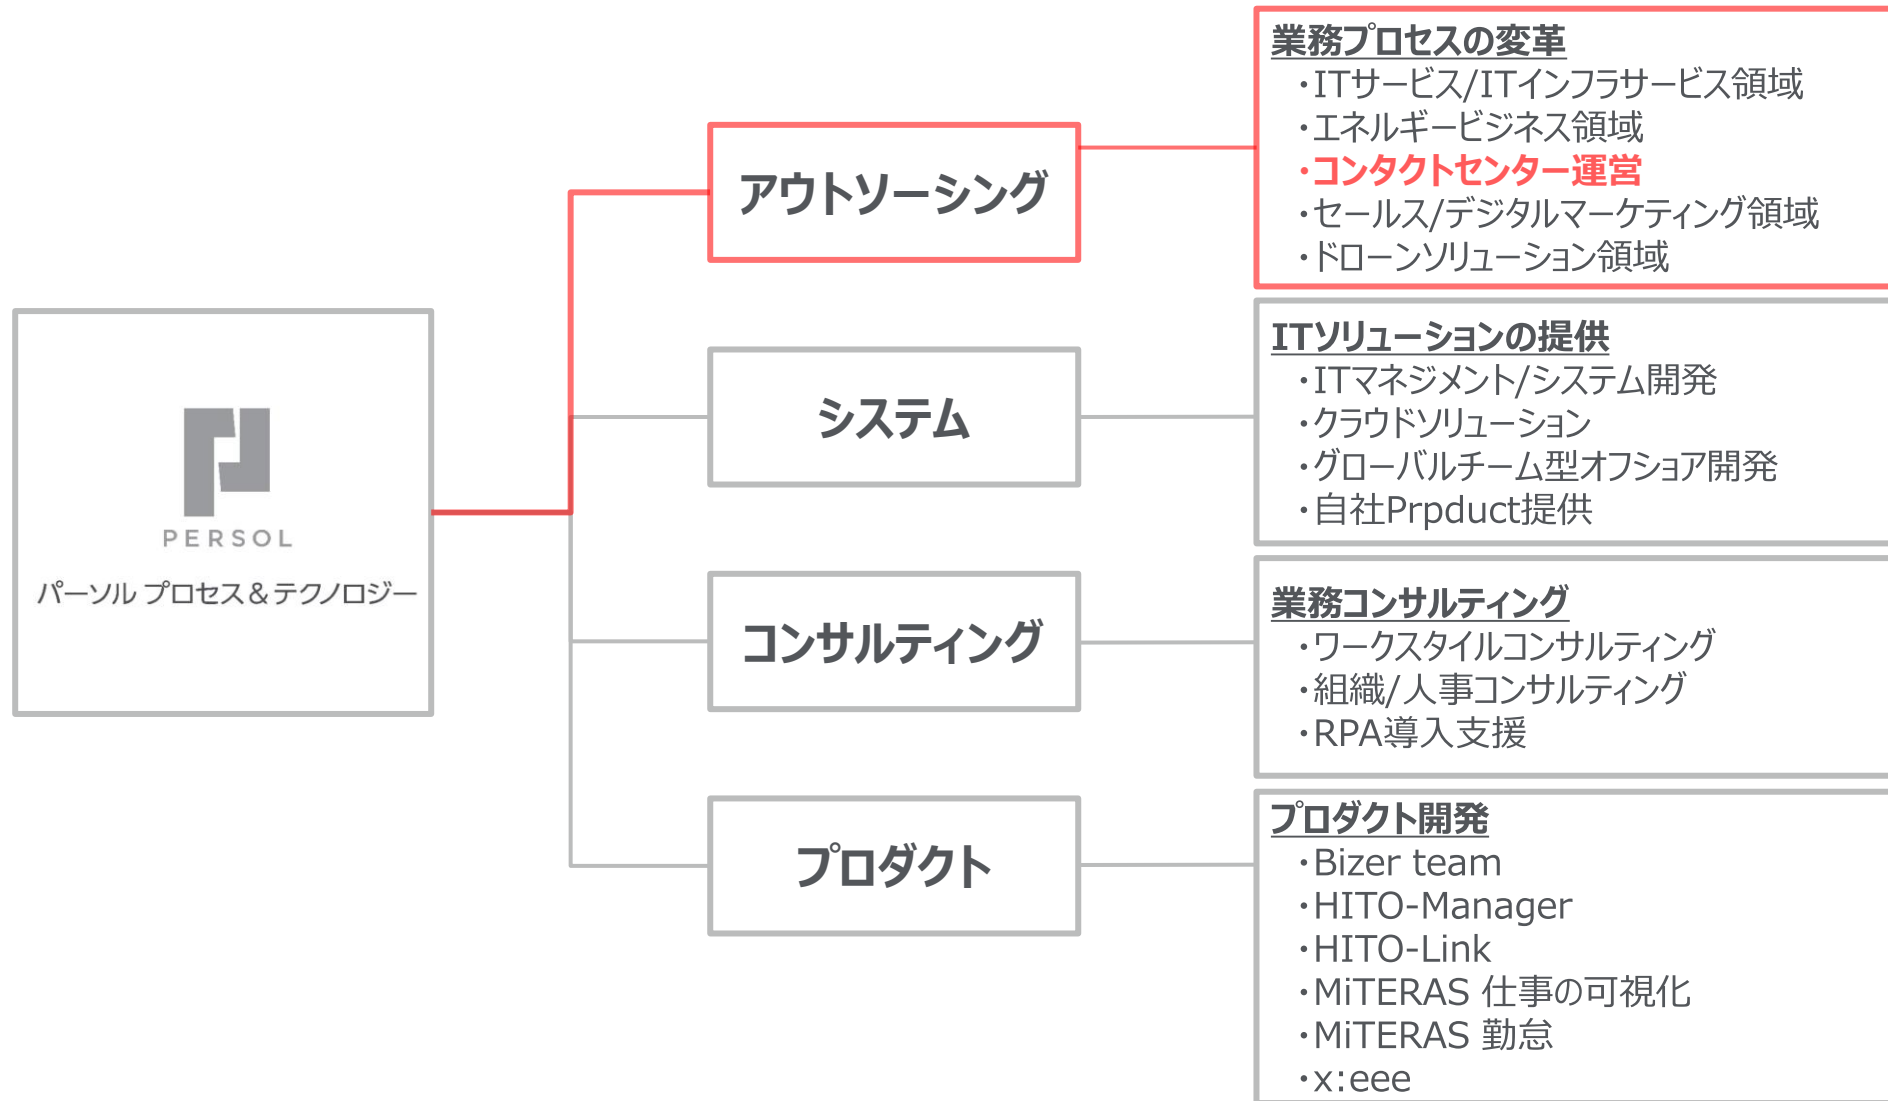 PERSOL
パーソル プロセス&テクノロジー
アウトソーシング
システム
コンサルティング
プロダクト
業務プロセスの変革
・ITサービス/ITインフラサービス領域
・エネルギービジネス領域
・コンタクトセンター運営
・セールス/デジタルマーケティング領域
・ドローンソリューション領域
ITソリューションの提供
・ITマネジメント/システム開発
・クラウドソリューション
・グローバルチーム型オフショア開発
・自社Prpduct提供
業務コンサルティング
・ワークスタイルコンサルティング
・組織/人事コンサルティング
・RPA導入支援
プロダクト開発
・Bizer team
・HITO-Manager
・HITO-Link
・MiTERAS 仕事の可視化
・MiTERAS 勤怠
・x:eee